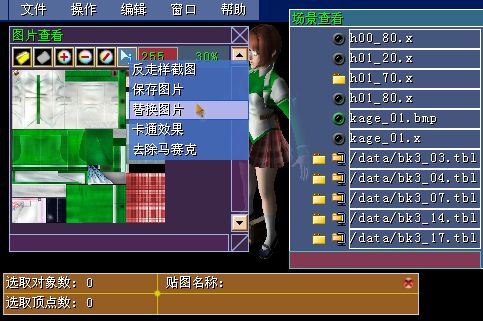 文件 操作 编辑 窗口 帮助
图片查看
255 30%
反走样截图
保存图片
替换图片
卡通效果
去除马赛克
场景查看
h00_80.x
h01_20.x
h01_70.x
h01_80.x
kage_01.bmp
kage_01.x
/data/bk3_03.tbl
/data/bk3_04.tbl
/data/bk3_07.tbl
/data/bk3_14.tbl
/data/bk3_17.tbl
选取对象数: 0 贴图名称:
选取顶点数: 0